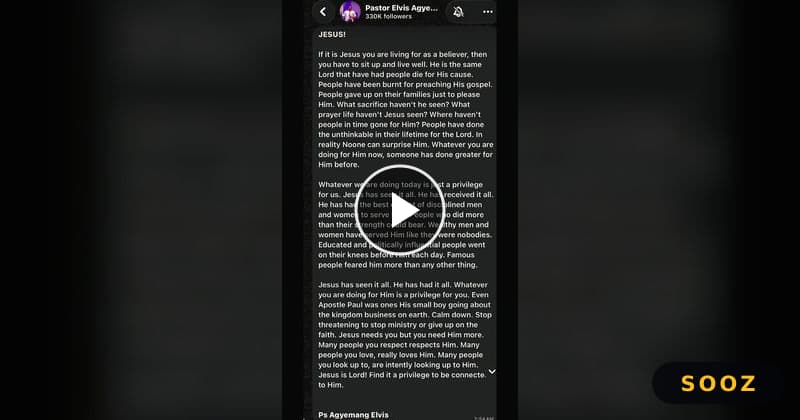 Pastor Elvis Agye...
330K followers
JESUS!
If it is Jesus you are living for as a believer, then
you have to sit up and live well. He is the same
Lord that have had people die for His cause.
People have been burnt for preaching His gospel.
People gave up on their families just to please
Him. What sacrifice haven't he seen? What
prayer life haven't Jesus seen? Where haven't
people in time gone for Him? People have done
the unthinkable in their lifetime for the Lord. In
reality Noone can surprise Him. Whatever you are
doing for Him now, someone has done greater for
Him before.
Whatever we are doing today is just a privilege
for us. Jesus has seen it all. He has received it all.
He has had the best of disciplined men
and women to serve people who did more
than their strength could bear. Wealthy men and
women have served Him like they were nobodies.
Educated and politically influential people went
on their knees before Him each day. Famous
people feared him more than any other thing.
Jesus has seen it all. He has had it all. Whatever
you are doing for Him is a privilege for you. Even
Apostle Paul was ones His small boy going about
the kingdom business on earth. Calm down. Stop
threatening to stop ministry or give up on the
faith. Jesus needs you but you need Him more.
Many people you respect respects Him. Many
people you love, really loves Him. Many people
you look up to, are intently looking up to Him.
Jesus is Lord! Find it a privilege to be connecte
to Him.
Ps Agyemang Elvis
SOOZ